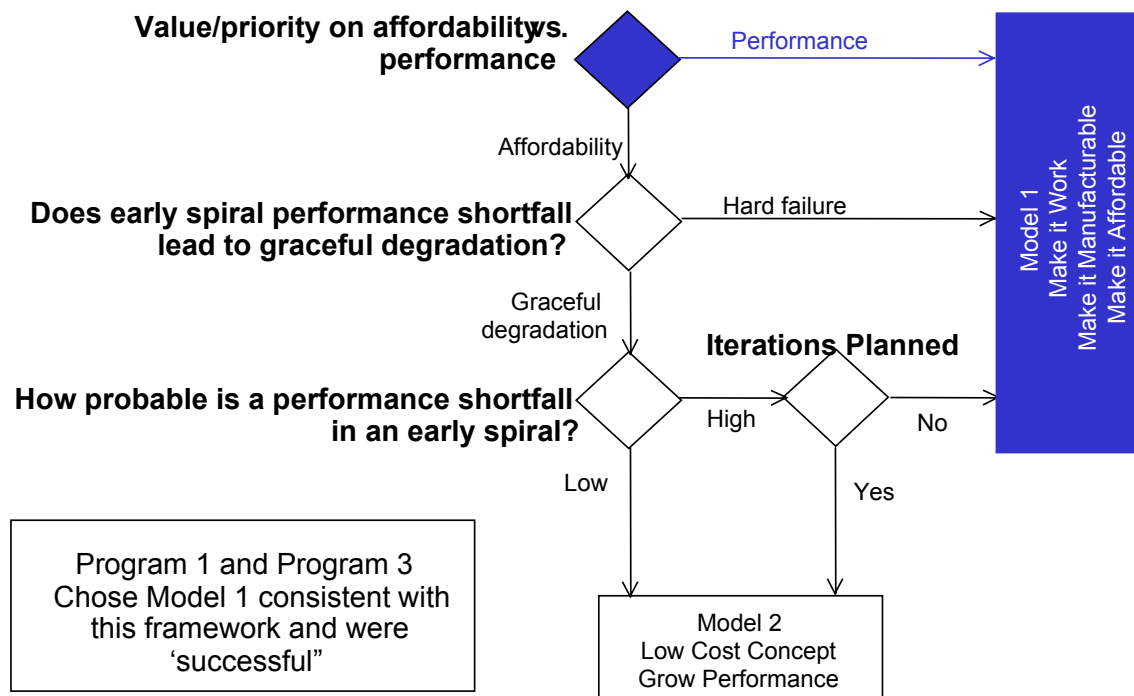 Value/priority on affordabilityvs.
performance
Performance
Affordability
Does early spiral performance shortfall
lead to graceful degradation?
Hard failure
Model 1
Make it Work
Make it Manufacturable
Make it Affordable
Graceful
degradation
Iterations Planned
How probable is a performance shortfall
in an early spiral?
High
No
Low
Yes
Program 1 and Program 3
Chose Model 1 consistent with
this framework and were
‘successful”
Model 2
Low Cost Concept
Grow Performance